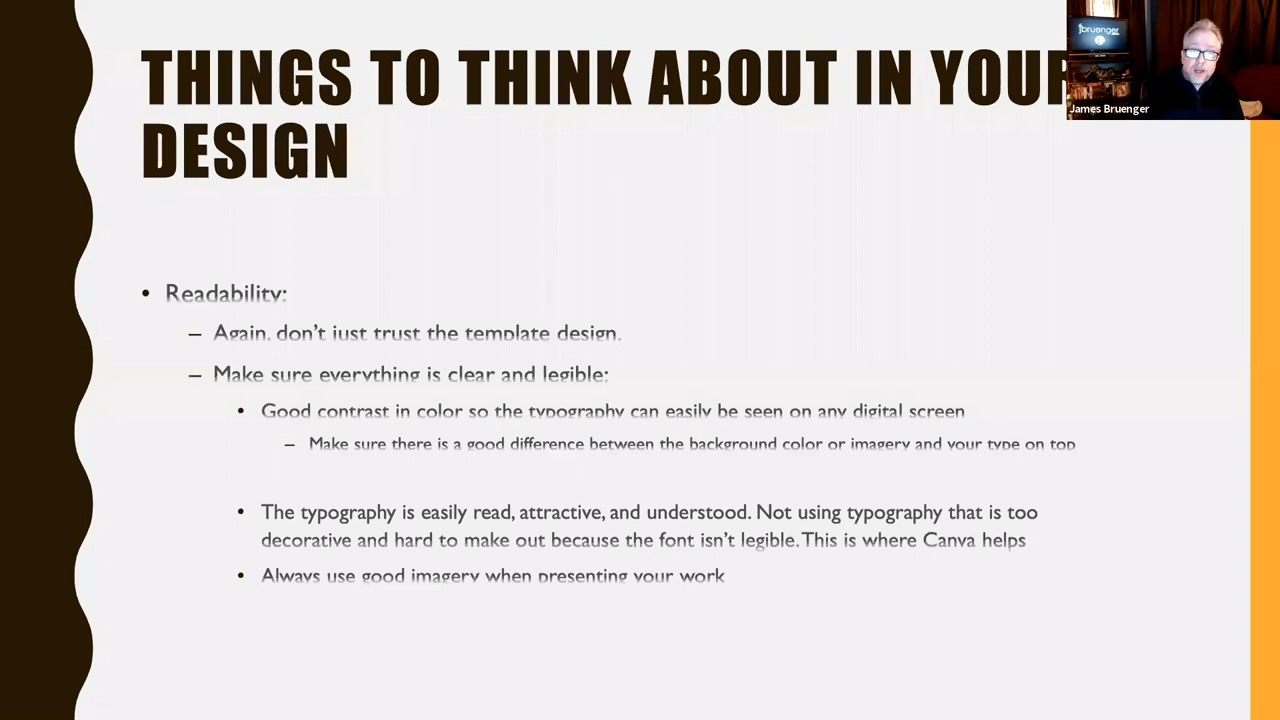 THINGS TO THINK ABOUT IN YOUR
DESIGN
jbruenger
James Bruenger
• Readability:
– Again, don't just trust the template design.
– Make sure everything is clear and legible:
• Good contrast in color so the typography can easily be seen on any digital screen
– Make sure there is a good difference between the background color or imagery and your type on top
• The typography is easily read, attractive, and understood. Not using typography that is too
decorative and hard to make out because the font isn't legible. This is where Canva helps
• Always use good imagery when presenting your work